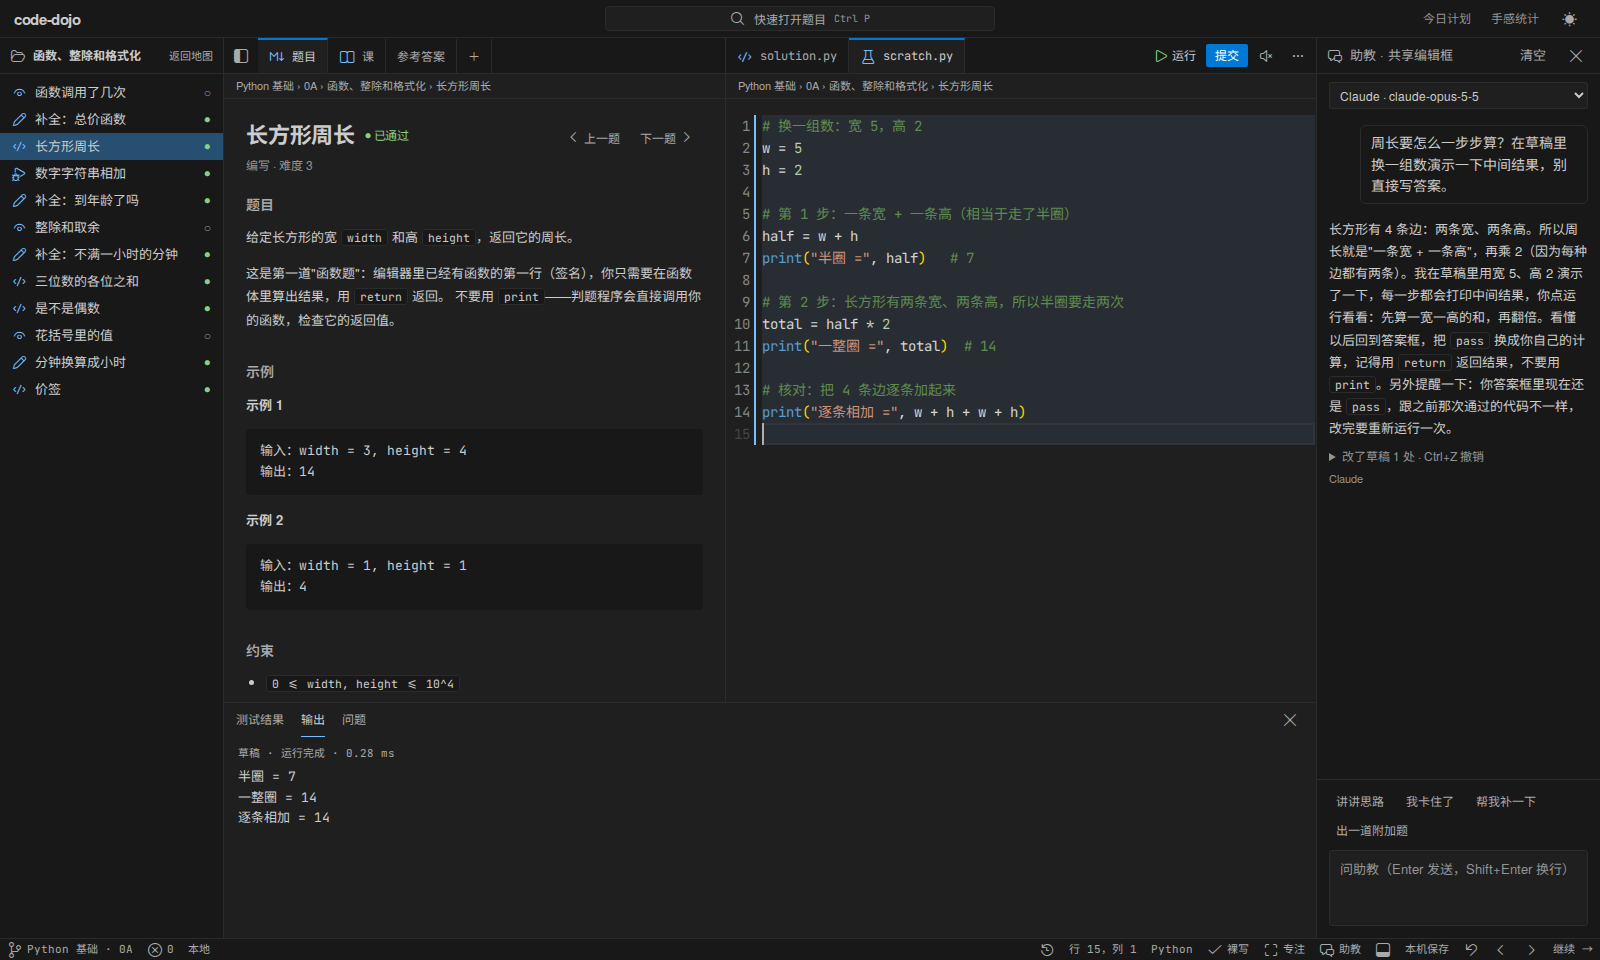 code-dojo
快速打开题目 Ctrl P
今日计划 手感统计
函数、整除和格式化 返回地图
函数调用了几次
补全：总价函数
长方形周长
数字字符串相加
补全：到年龄了吗
整除和取余
补全：不满一小时的分钟
三位数的各位之和
是不是偶数
花括号里的值
分钟换算成小时
价签
题目 课 参考答案 +
Python 基础 › 0A › 函数、整除和格式化 › 长方形周长
长方形周长 已通过
上一题 下一题
编写 · 难度 3
题目
给定长方形的宽 width 和高 height，返回它的周长。
这是第一道"函数题"：编辑器里已经有函数的第一行（签名），你只需要在函数
体里算出结果，用 return 返回。 不要用 print——判题程序会直接调用你
的函数，检查它的返回值。
示例
示例 1
输入：width = 3, height = 4
输出：14
示例 2
输入：width = 1, height = 1
输出：4
约束
0 ≤ width, height ≤ 10^4
solution.py scratch.py
运行 提交 ···
Python 基础 › 0A › 函数、整除和格式化 › 长方形周长
1 # 换一组数：宽 5，高 2
2 w = 5
3 h = 2
4
5 # 第 1 步：一条宽 + 一条高（相当于走了半圈）
6 half = w + h
7 print("半圈 =", half)   # 7
8
9 # 第 2 步：长方形有两条宽、两条高，所以半圈要走两次
10 total = half * 2
11 print("一整圈 =", total)  # 14
12
13 # 核对：把 4 条边逐条加起来
14 print("逐条相加 =", w + h + w + h)
15
测试结果 输出 问题
草稿 · 运行完成 · 0.28 ms
半圈 = 7
一整圈 = 14
逐条相加 = 14
助教 · 共享编辑框 清空
Claude · claude-opus-5-5
周长要怎么一步步算？在草稿里
换一组数演示一下中间结果，别
直接写答案。
长方形有 4 条边：两条宽、两条高。所以周
长就是"一条宽 + 一条高"，再乘 2（因为每种
边都有两条）。我在草稿里用宽 5、高 2 演示
了一下，每一步都会打印中间结果，你点运
行看看：先算一宽一高的和，再翻倍。看懂
以后回到答案框，把 pass 换成你自己的计
算，记得用 return 返回结果，不要用
print。另外提醒一下：你答案框里现在还
是 pass，跟之前那次通过的代码不一样，
改完要重新运行一次。
改了草稿 1 处 · Ctrl+Z 撤销
Claude
讲讲思路 我卡住了 帮我补一下
出一道附加题
问助教（Enter 发送，Shift+Enter 换行）
Python 基础 · 0A 0 本地
行 15，列 1 Python 裸写 专注 助教 本机保存 继续 →